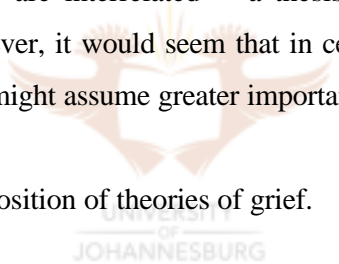 are interrelated – a thesis
ver, it would seem that in ce
might assume greater importa
osition of theories of grief.
UNIVERSITY
OF
JOHANNESBURG